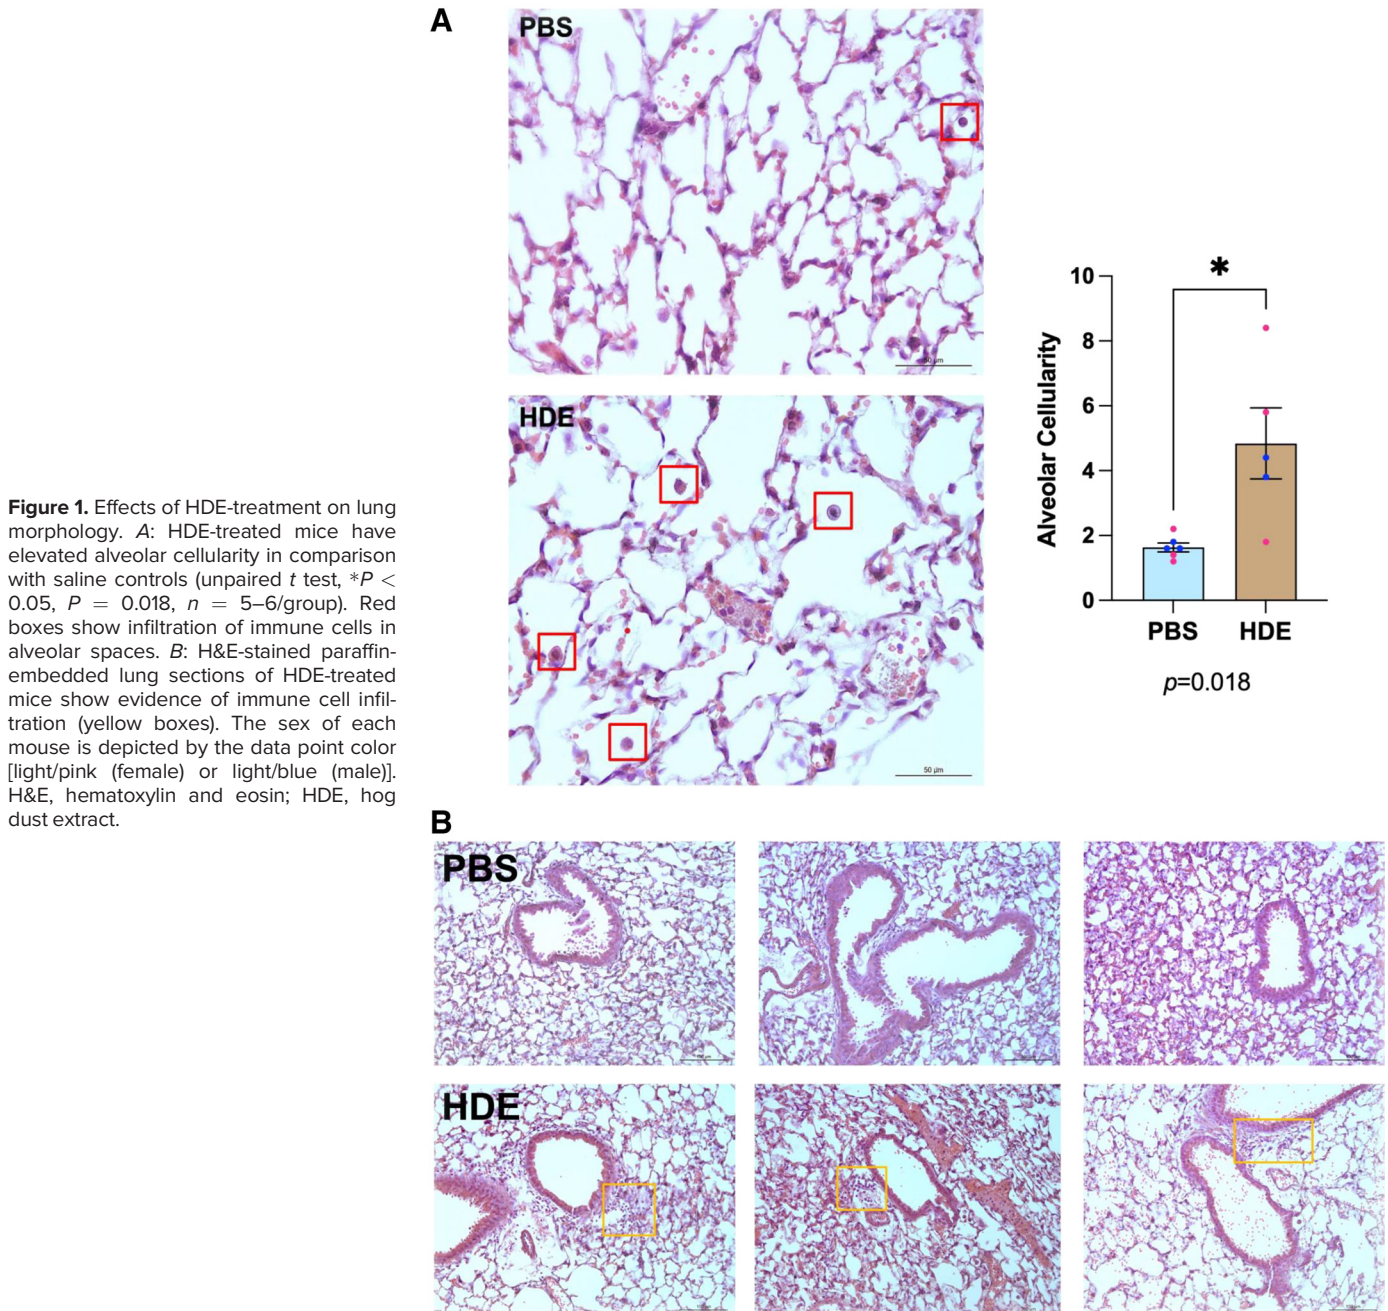 Figure 1. Effects of HDE-treatment on lung
morphology. A: HDE-treated mice have
elevated alveolar cellularity in comparison
with saline controls (unpaired t test, *P <
0.05, P = 0.018, n = 5–6/group). Red
boxes show infiltration of immune cells in
alveolar spaces. B: H&E-stained paraffin-
embedded lung sections of HDE-treated
mice show evidence of immune cell infil-
tration (yellow boxes). The sex of each
mouse is depicted by the data point color
[light/pink (female) or light/blue (male)].
H&E, hematoxylin and eosin; HDE, hog
dust extract.
A
PBS
50 µm
HDE
50 µm
*
Alveolar Cellularity
10
8
6
4
2
0
PBS HDE
p=0.018
B
PBS
HDE